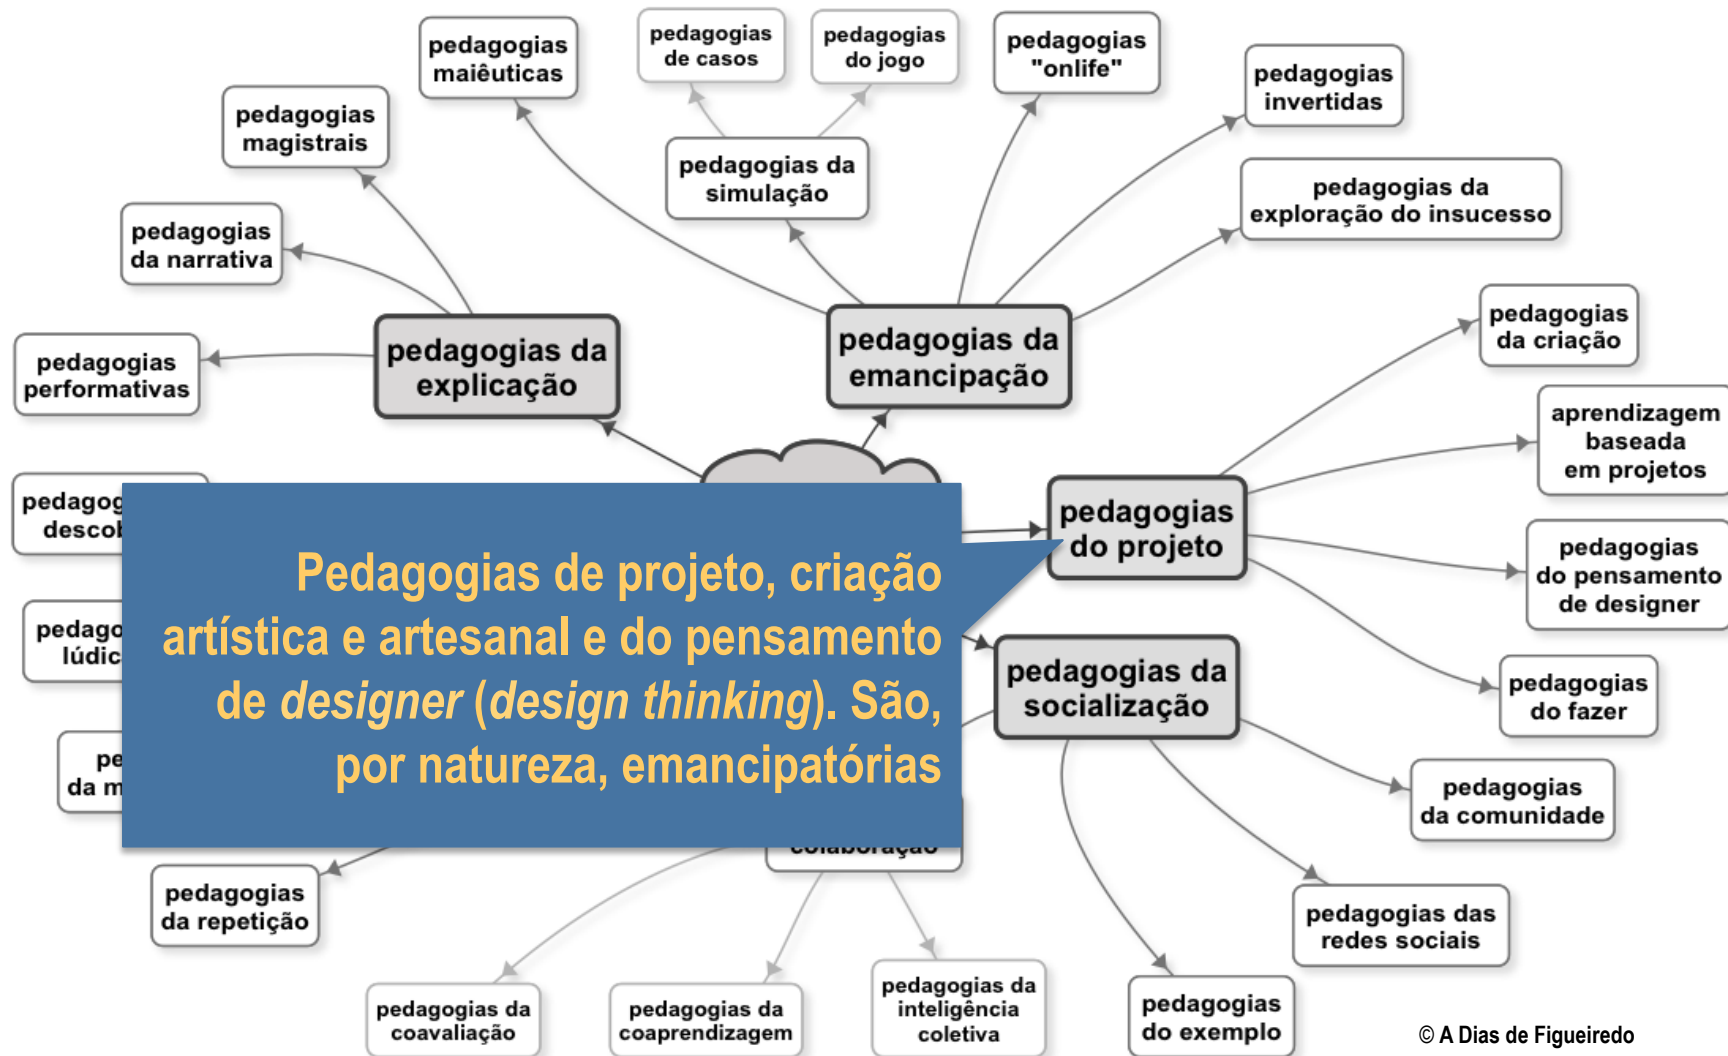 pedagogias
maiêuticas
pedagogias
de casos
pedagogias
do jogo
pedagogias
"onlife"
pedagogias
invertidas
pedagogias
magistrais
pedagogias da
simulação
pedagogias da
exploração do insucesso
pedagogias
da narrativa
pedagogias da
explicação
pedagogias da
emancipação
pedagogias
da criação
pedagogias
performativas
aprendizagem
baseada
em projetos
pedagogias
do projeto
pedagogias
do pensamento
de designer
Pedagogias de projeto, criação
artística e artesanal e do pensamento
de designer (design thinking). São,
por natureza, emancipatórias
pedagogias da
socialização
pedagogias
do fazer
pedagogias
da comunidade
colaboração
pedagogias
da repetição
pedagogias das
redes sociais
pedagogias da
coavaliação
pedagogias da
coaprendizagem
pedagogias da
inteligência
coletiva
pedagogias
do exemplo
© A Dias de Figueiredo